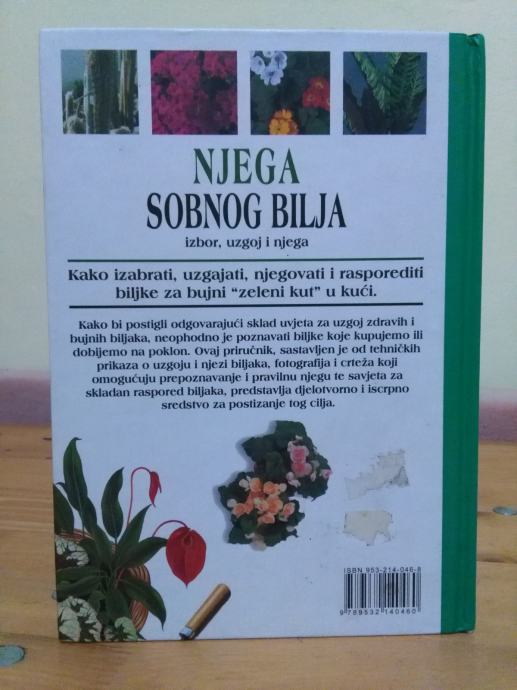 NJEGA
SOBNOG BILJA
izbor, uzgoj i njega
Kako izabrati, uzgajati, njegovati i rasporediti
biljke za bujni “zeleni kut” u kući.
Kako bi postigli odgovarajući sklad uvjeta za uzgoj zdravih i
bujnih biljaka, neophodno je poznavati biljke koje kupujemo ili
dobijemo na poklon. Ovaj priručnik, sastavljen je od tehničkih
prikaza o uzgoju i njezi biljaka, fotografija i crteža koji
omogućuju prepoznavanje i pravilnu njegu te savjeta za
skladan raspored biljaka, predstavlja djelotvorno i iscrpno
sredstvo za postizanje tog cilja.
ISBN 953-214-046-8
9 789532 140460